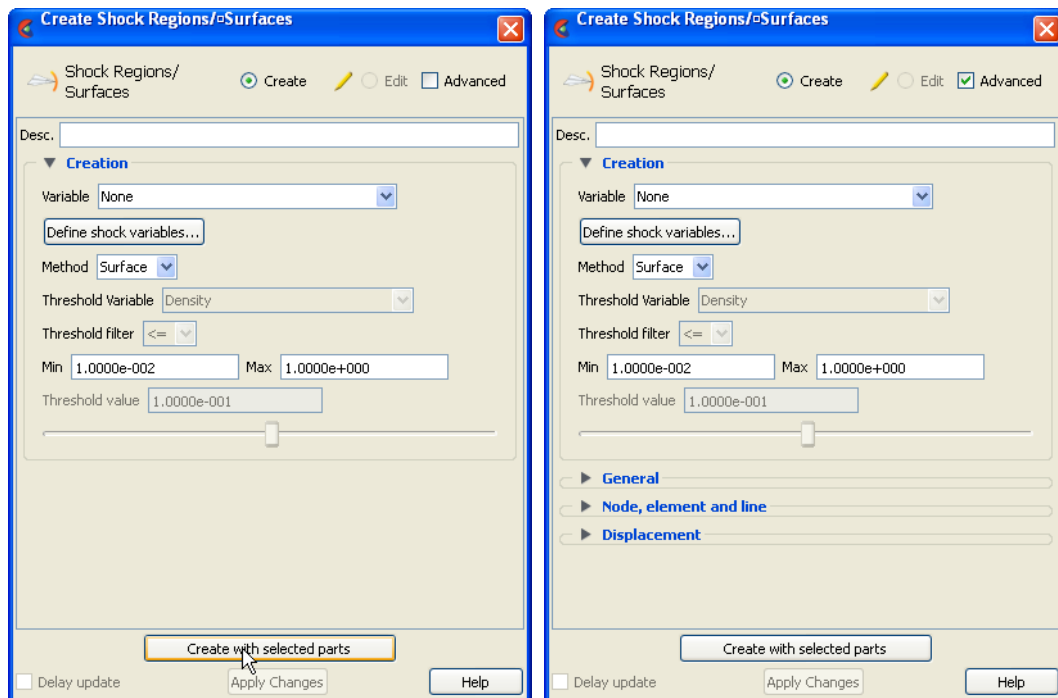 Create Shock Regions/▫Surfaces
Shock Regions/
Surfaces
Create
Edit
Advanced
Desc.
Creation
Variable None
Define shock variables...
Method Surface
Threshold Variable Density
Threshold filter <=
Min 1.0000e-002 Max 1.0000e+000
Threshold value 1.0000e-001
Create with selected parts
Delay update Apply Changes Help
Create Shock Regions/▫Surfaces
Shock Regions/
Surfaces
Create
Edit
Advanced
Desc.
Creation
Variable None
Define shock variables...
Method Surface
Threshold Variable Density
Threshold filter <=
Min 1.0000e-002 Max 1.0000e+000
Threshold value 1.0000e-001
General
Node, element and line
Displacement
Create with selected parts
Delay update Apply Changes Help